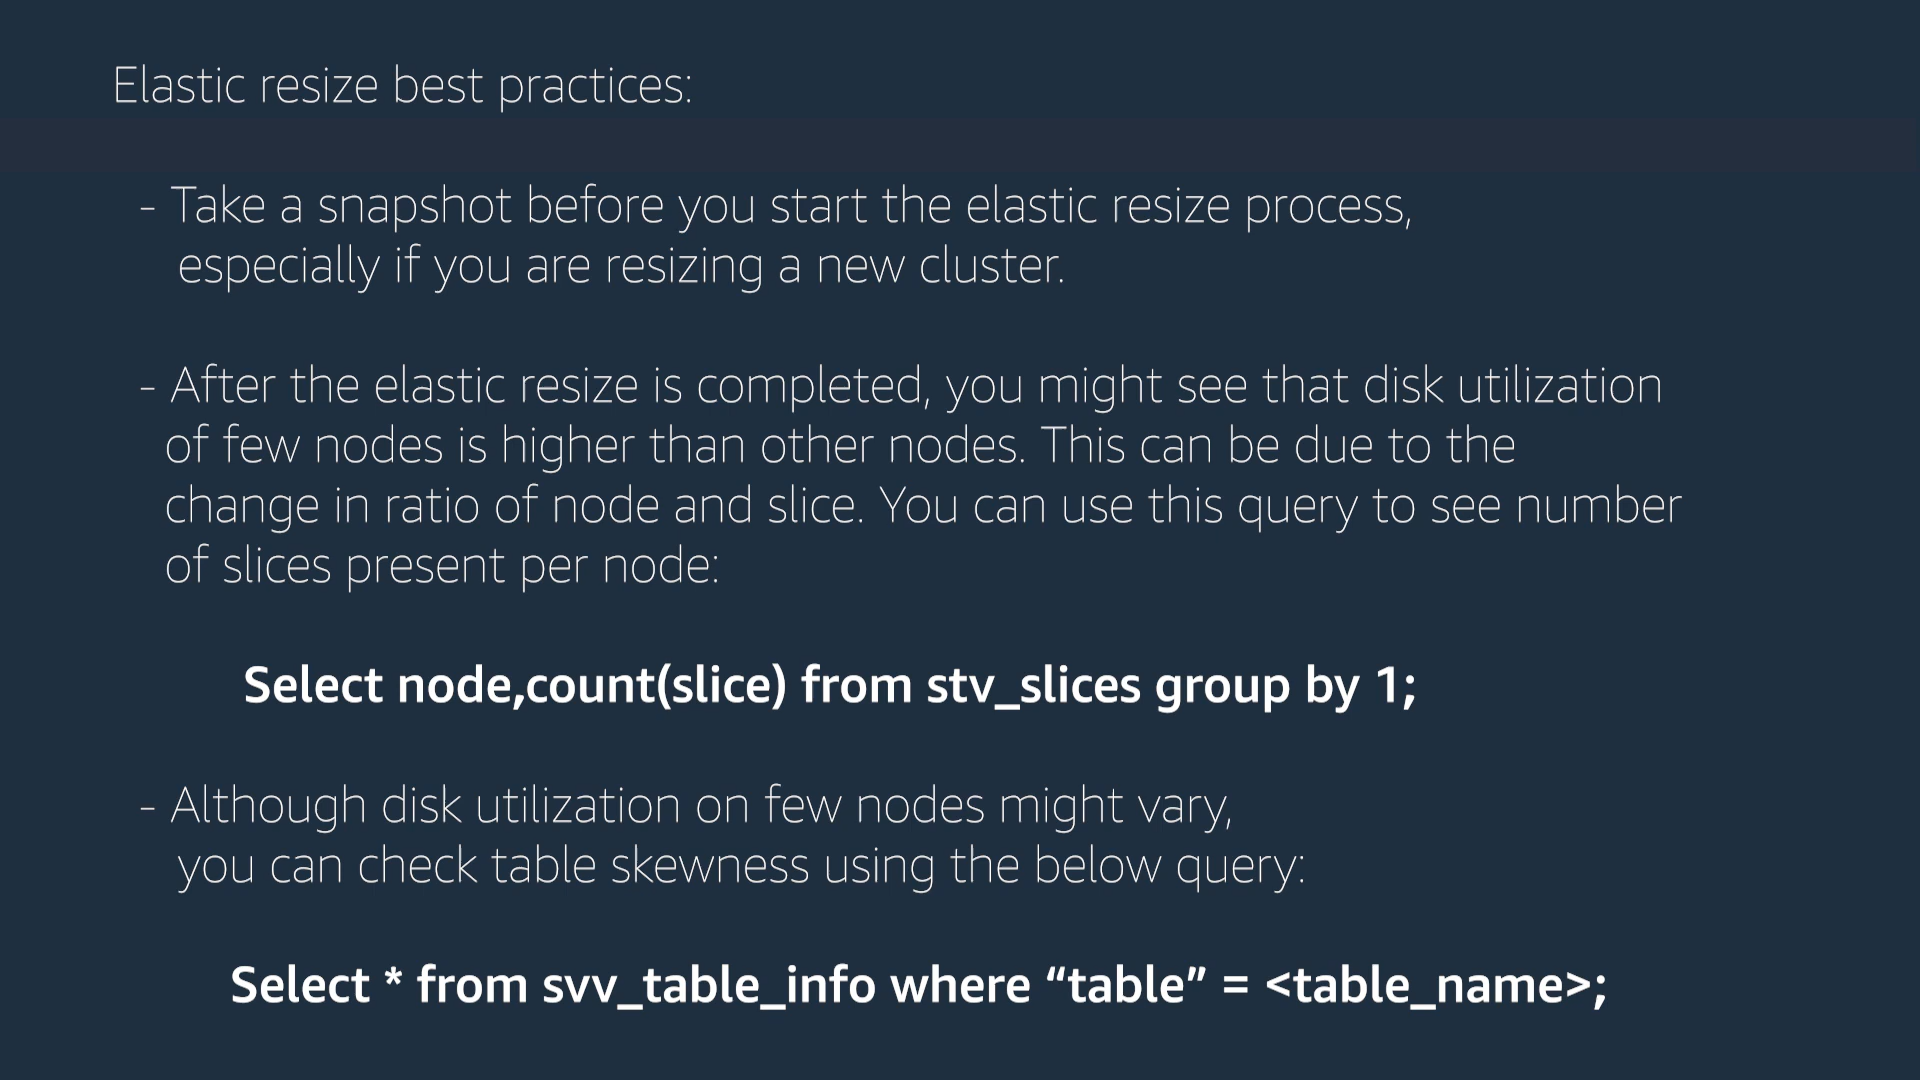 Elastic resize best practices:
- Take a snapshot before you start the elastic resize process,
especially if you are resizing a new cluster.
- After the elastic resize is completed, you might see that disk utilization
of few nodes is higher than other nodes. This can be due to the
change in ratio of node and slice. You can use this query to see number
of slices present per node:
Select node,count(slice) from stv_slices group by 1;
- Although disk utilization on few nodes might vary,
you can check table skewness using the below query:
Select * from svv_table_info where “table” = <table_name>;